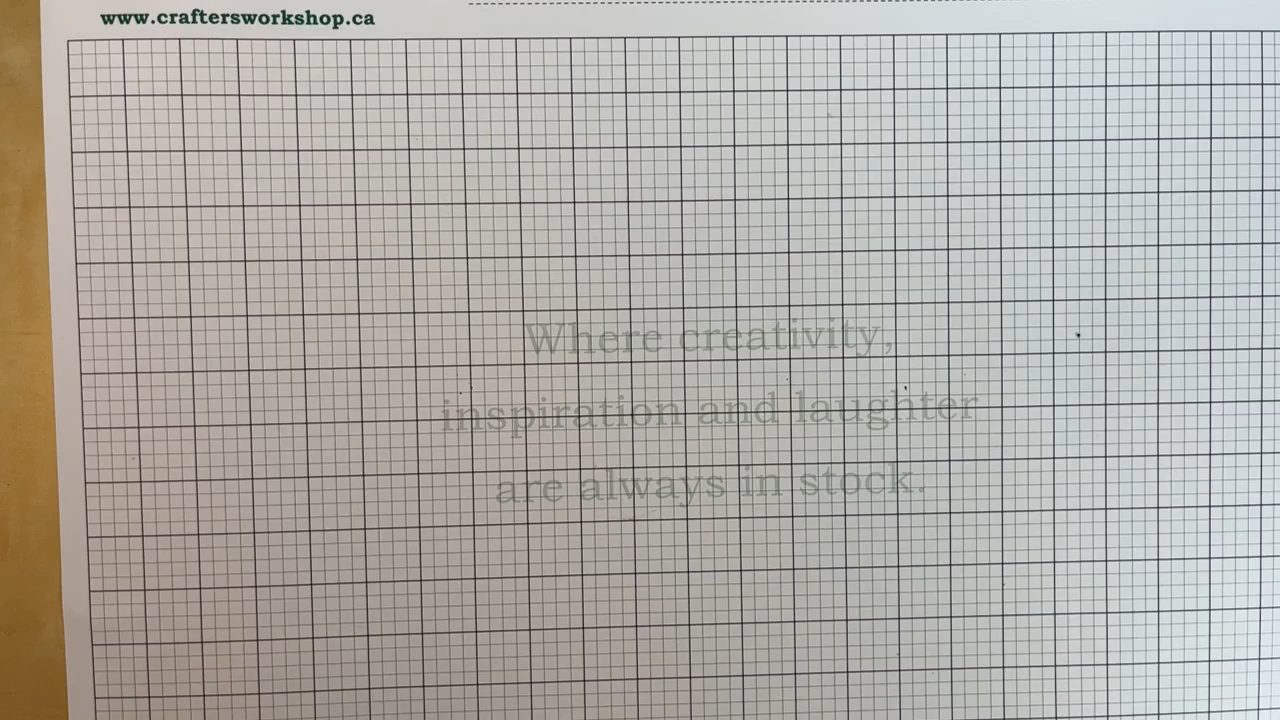 www.craftersworkshop.ca
Where creativity,
inspiration and laughter
are always in stock.